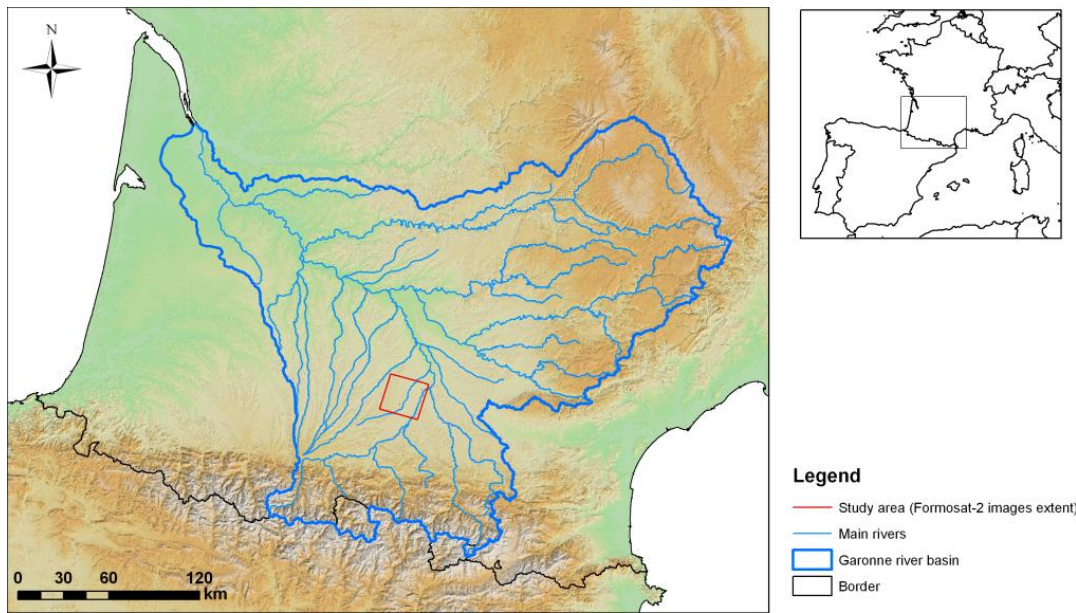 N
0 30 60 120
km
Legend
Study area (Formosat-2 images extent)
Main rivers
Garonne river basin
Border